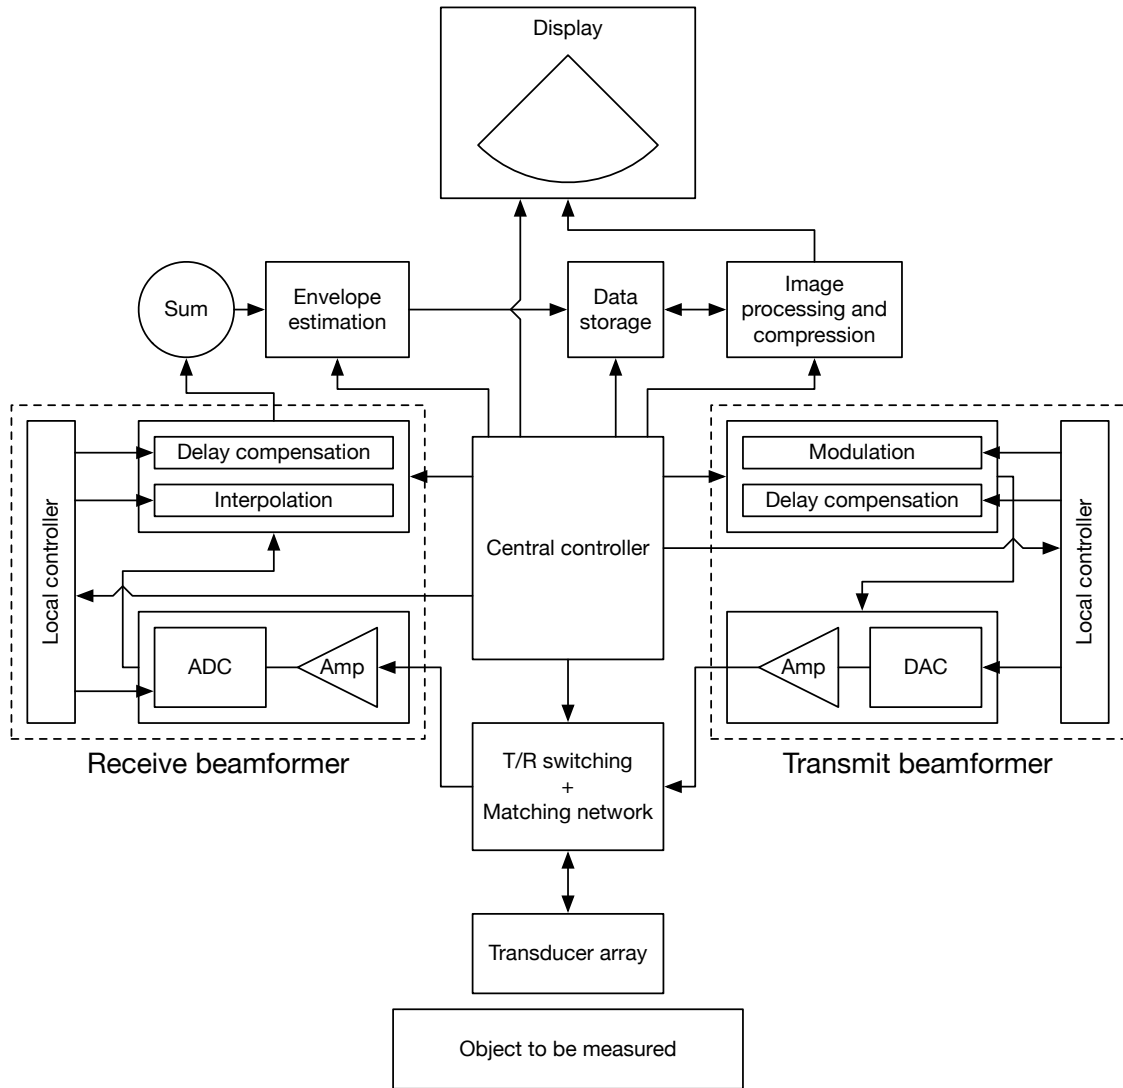 Display
Sum
Envelope
estimation
Data
storage
Image
processing and
compression
Delay compensation
Interpolation
Local controller
ADC
Amp
Receive beamformer
Central controller
Modulation
Delay compensation
Local controller
Amp
DAC
Transmit beamformer
T/R switching
+
Matching network
Transducer array
Object to be measured